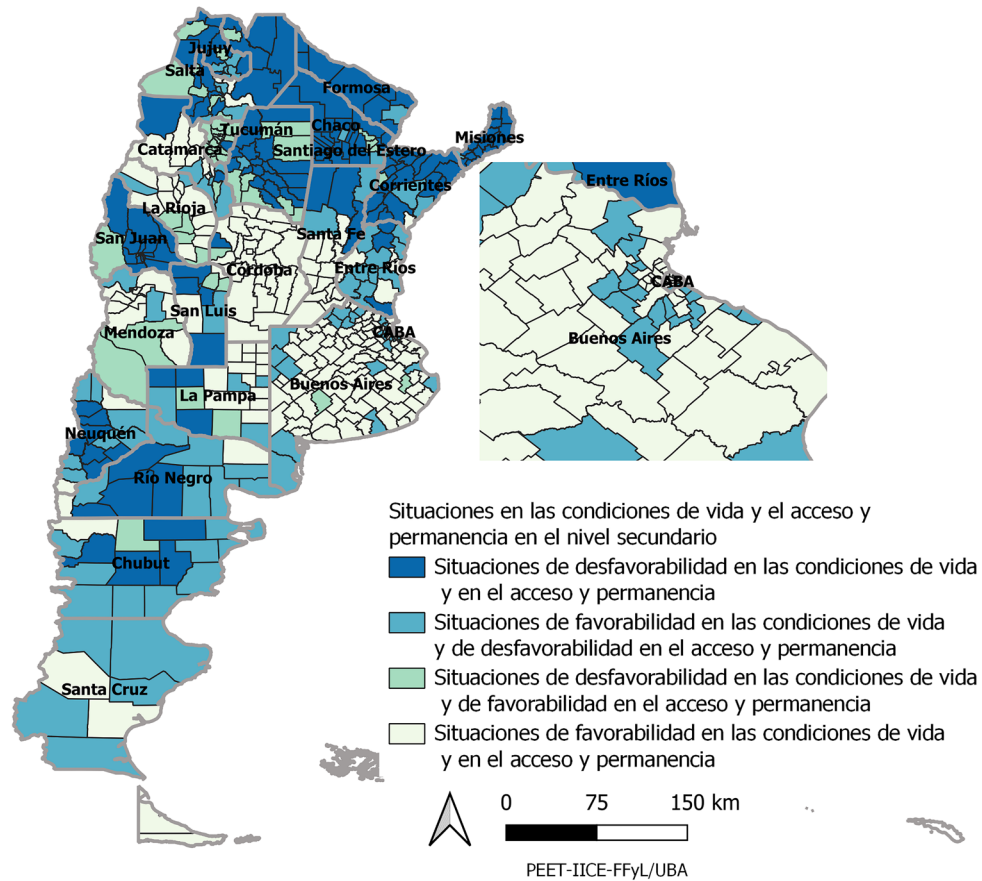 Jujuy
Salta
Formosa
Tucumán
Chaco
Misiones
Catamarca
Santiago del Estero
Corrientes
La Rioja
San Juan
Santa Fe
Córdoba
Entre Ríos
San Luis
Mendoza
CABA
Buenos Aires
La Pampa
Neuquén
Río Negro
Chubut
Santa Cruz
Entre Ríos
CABA
Buenos Aires
Situaciones en las condiciones de vida y el acceso y
permanencia en el nivel secundario
Situaciones de desfavorabilidad en las condiciones de vida
y en el acceso y permanencia
Situaciones de favorabilidad en las condiciones de vida
y de desfavorabilidad en el acceso y permanencia
Situaciones de desfavorabilidad en las condiciones de vida
y de favorabilidad en el acceso y permanencia
Situaciones de favorabilidad en las condiciones de vida
y en el acceso y permanencia
0 75 150 km
PEET-IICE-FFyL/UBA